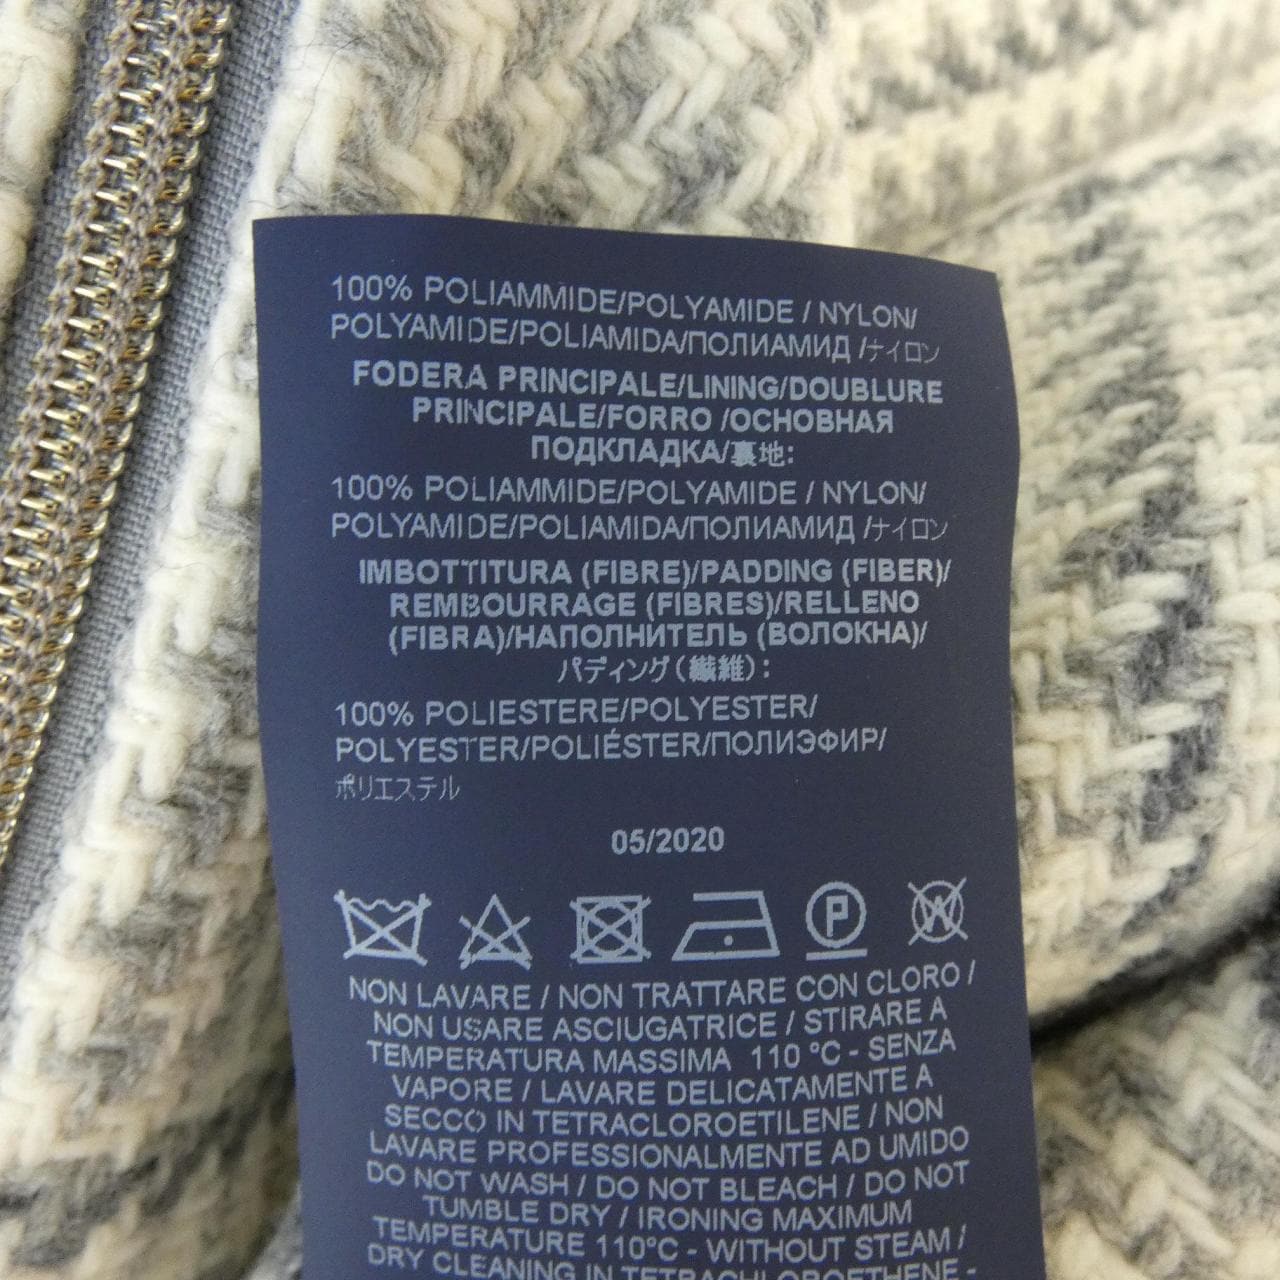 100% POLIAMMIDE/POLYAMIDE / NYLON/
POLYAMIDE/POLIAMIDA/ПОЛИАМИД /ナイロン
FODERA PRINCIPALE/LINING/DOUBLURE
PRINCIPALE/FORRO /ОСНОВНАЯ
ПОДКЛАДКА/裏地:
100% POLIAMMIDE/POLYAMIDE / NYLON/
POLYAMIDE/POLIAMIDA/ПОЛИАМИД /ナイロン
IMBOTTITURA (FIBRE)/PADDING (FIBER)/
REMBOURRAGE (FIBRES)/RELLENO
(FIBRA)/НАПОЛНИТЕЛЬ (ВОЛОКНА)/
パディング(繊維):
100% POLIESTERE/POLYESTER/
POLYESTER/POLIÉSTER/ПОЛИЭФИР/
ポリエステル
05/2020
P W
NON LAVARE / NON TRATTARE CON CLORO /
NON USARE ASCIUGATRICE / STIRARE A
TEMPERATURA MASSIMA 110 °C - SENZA
VAPORE / LAVARE DELICATAMENTE A
SECCO IN TETRACLOROETILENE / NON
LAVARE PROFESSIONALMENTE AD UMIDO
DO NOT WASH / DO NOT BLEACH / DO NOT
TUMBLE DRY / IRONING MAXIMUM
TEMPERATURE 110°C - WITHOUT STEAM /
DRY CLEANING IN TETRACHLOROETHENE -